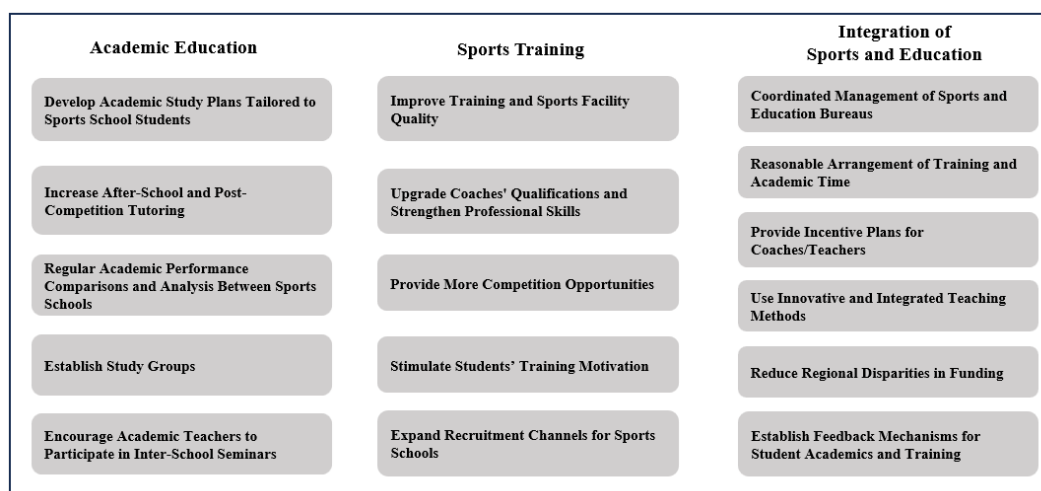 Academic Education
Develop Academic Study Plans Tailored to
Sports School Students
Increase After-School and Post-
Competition Tutoring
Regular Academic Performance
Comparisons and Analysis Between Sports
Schools
Establish Study Groups
Encourage Academic Teachers to
Participate in Inter-School Seminars
Sports Training
Improve Training and Sports Facility
Quality
Upgrade Coaches' Qualifications and
Strengthen Professional Skills
Provide More Competition Opportunities
Stimulate Students’ Training Motivation
Expand Recruitment Channels for Sports
Schools
Integration of
Sports and Education
Coordinated Management of Sports and
Education Bureaus
Reasonable Arrangement of Training and
Academic Time
Provide Incentive Plans for
Coaches/Teachers
Use Innovative and Integrated Teaching
Methods
Reduce Regional Disparities in Funding
Establish Feedback Mechanisms for
Student Academics and Training